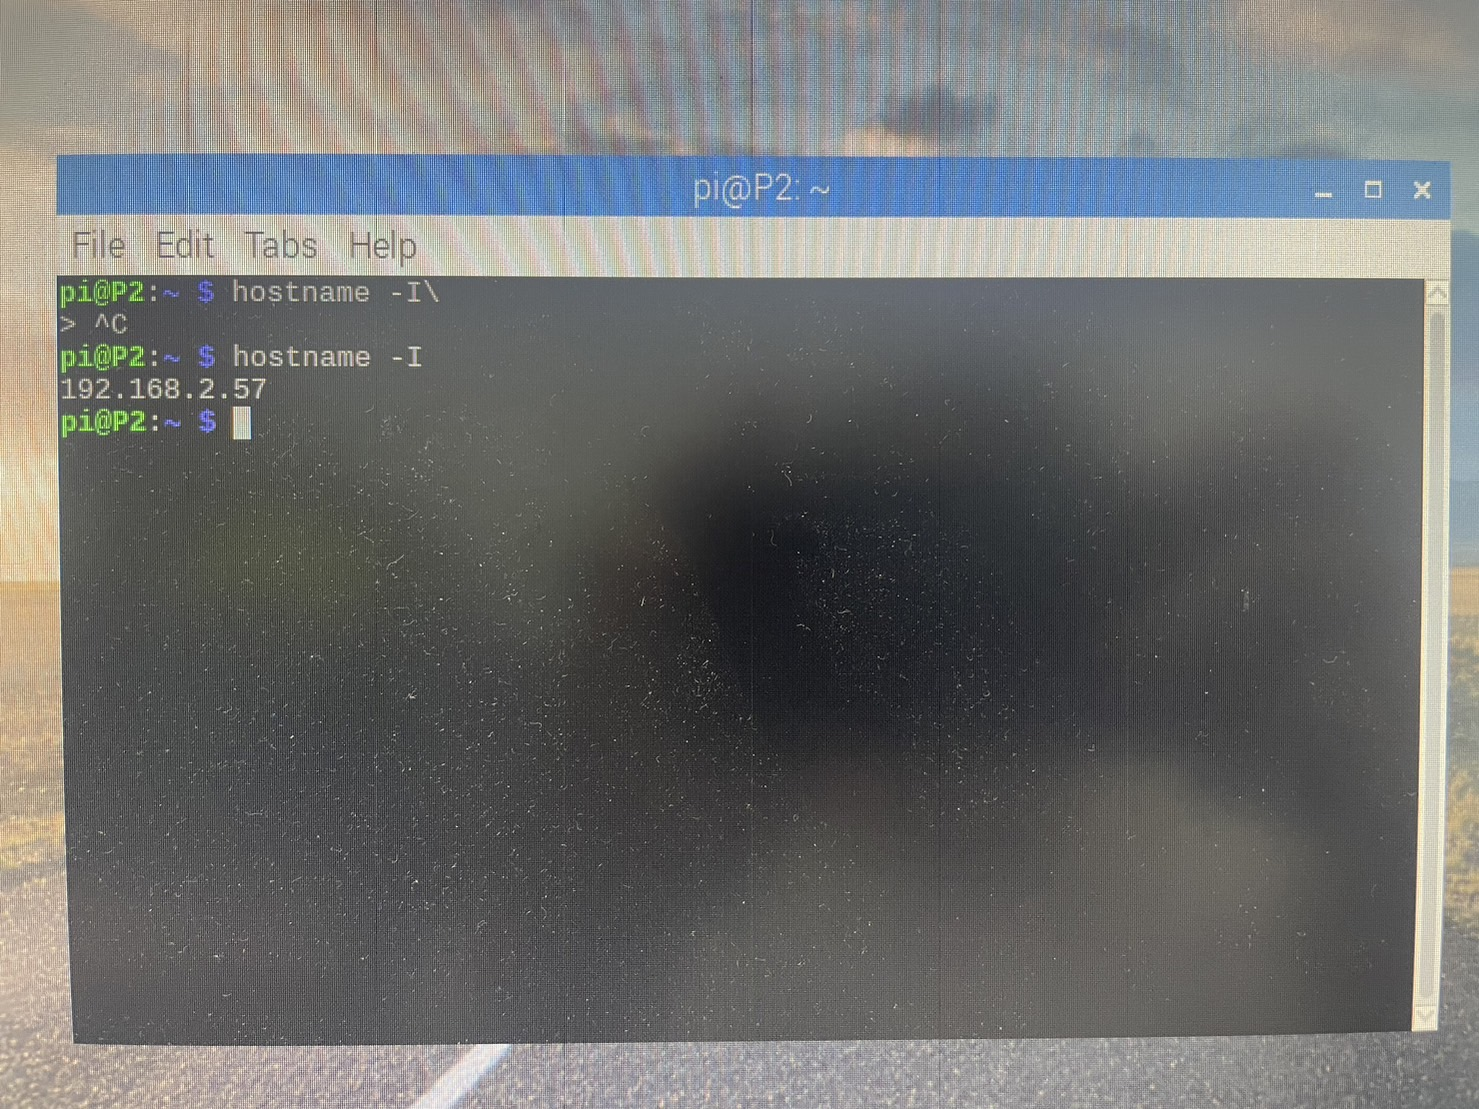 pi@P2: ~
File Edit Tabs Help
pi@P2:~ $ hostname -I\
> ^C
pi@P2:~ $ hostname -I
192.168.2.57
pi@P2:~ $